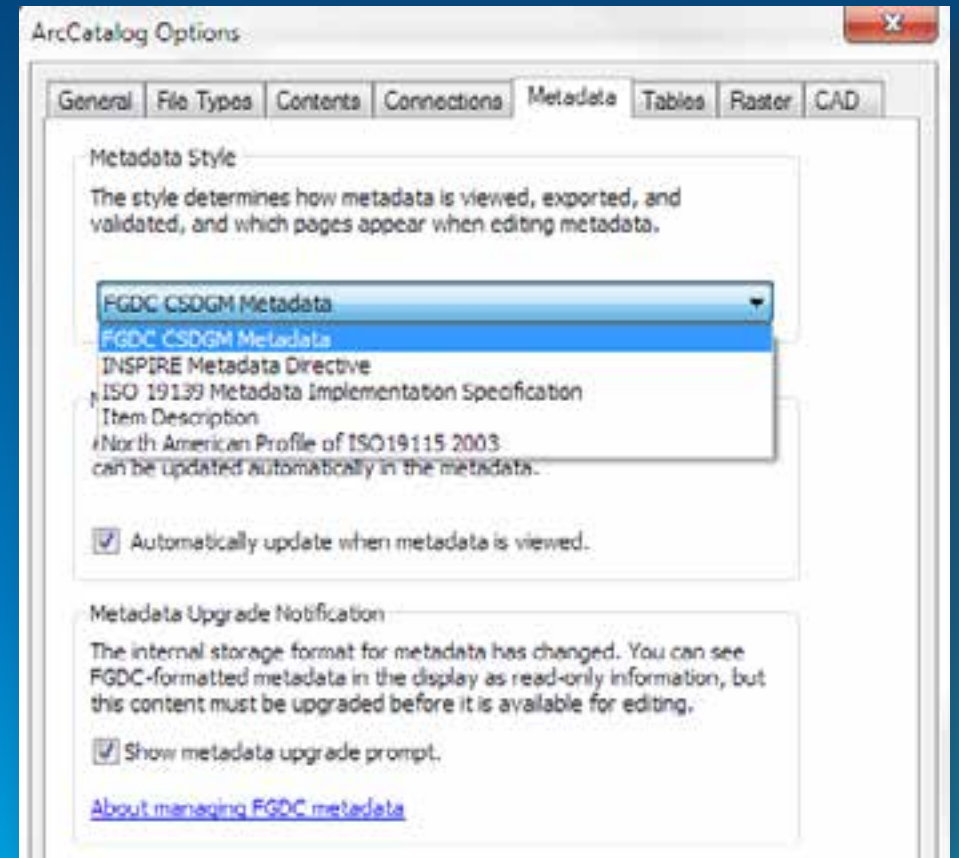 ArcCatalog Options
General File Types Contents Connections Metadata Tables Raster CAD
Metadata Style
The style determines how metadata is viewed, exported, and
validated, and which pages appear when editing metadata.
FGDC CSDGM Metadata
FGDC CSDGM Metadata
INSPIRE Metadata Directive
ISO 19139 Metadata Implementation Specification
Item Description
North American Profile of ISO19115 2003
can be updated automatically in the metadata.
Automatically update when metadata is viewed.
Metadata Upgrade Notification
The internal storage format for metadata has changed. You can see
FGDC-formatted metadata in the display as read-only information, but
this content must be upgraded before it is available for editing.
Show metadata upgrade prompt.
About managing FGDC metadata